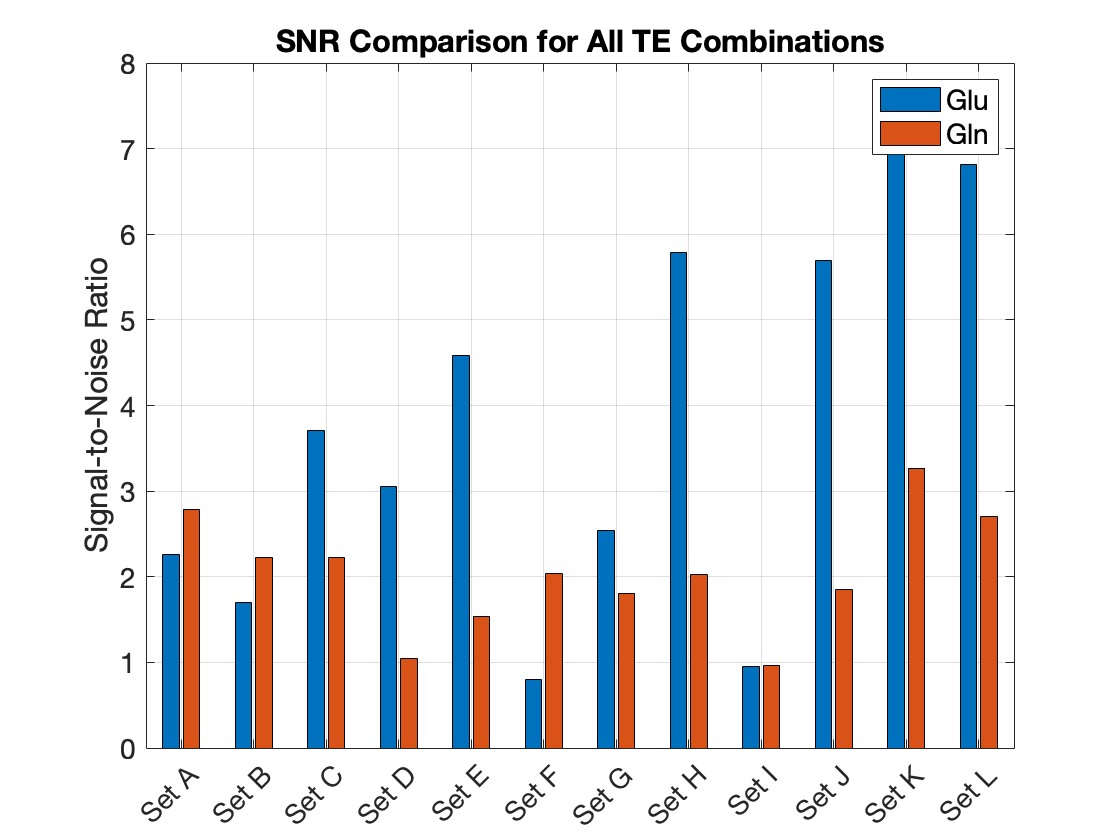 SNR Comparison for All TE Combinations
Glu
Gln
8
7
6
5
4
3
2
1
0
Signal-to-Noise Ratio
Set A
Set B
Set C
Set D
Set E
Set F
Set G
Set H
Set I
Set J
Set K
Set L